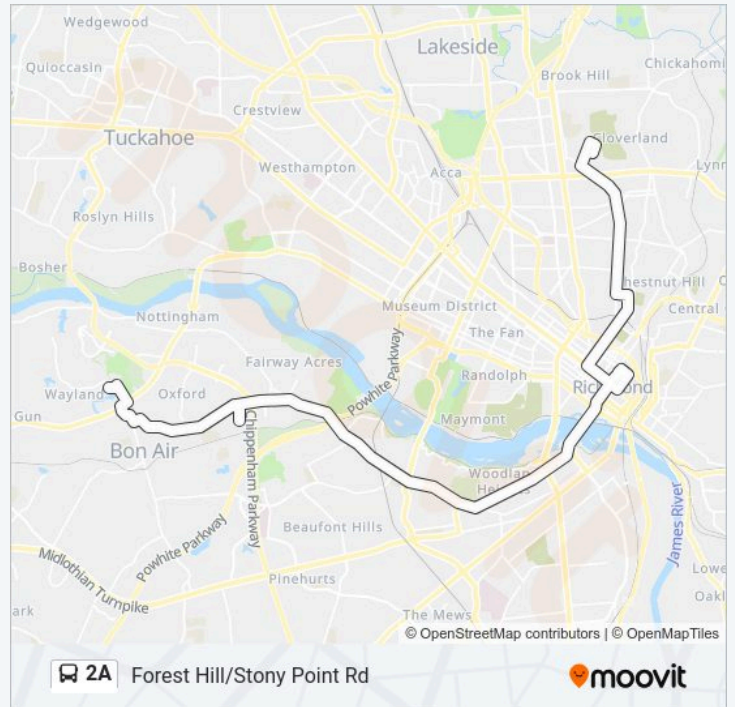 Wedgewood
Lakeside
Chickahomi
Quioccasin
Brook Hill
Crestview
Tuckahoe
Cloverland
Westhampton
Acca
Lynn
Roslyn Hills
Bosher
Chestnut Hill
Museum District
Central
Nottingham
The Fan
Fairway Acres
Powhite Parkway
Randolph
Richmond
Wayland
Oxford
Gun
Maymont
Chippenham Parkway
Bon Air
Woodland
Heights
James River
Beaufont Hills
Powhite Parkway
Midlothian Turnpike
Pinehurts
Lowe
Oakl
ark
The Mews
© OpenStreetMap contributors | © OpenMapTiles
2A Forest Hill/Stony Point Rd
moovit